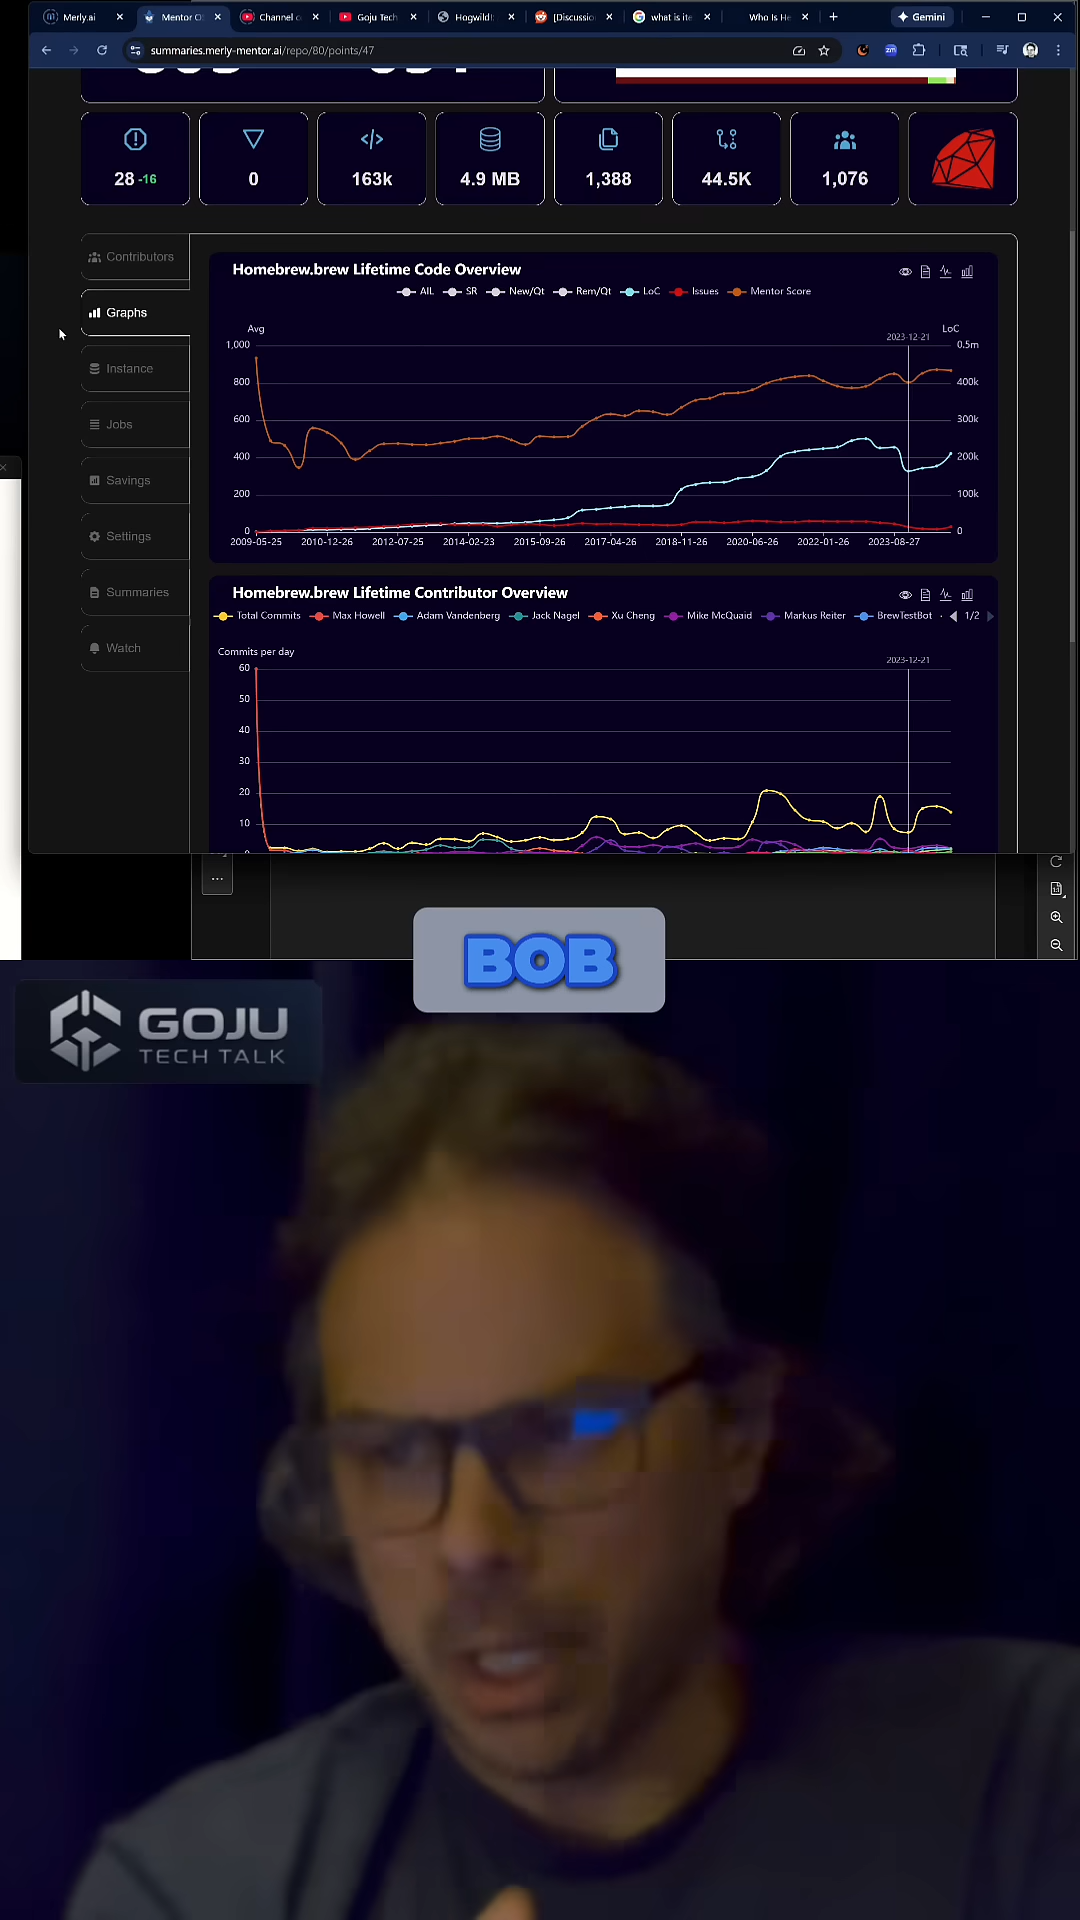 Merly.ai
Mentor O
Channel c
Goju Tech
Hogwild!
[Discussio
what is ite
Who Is He
Gemini
summaries.merly-mentor.ai/repo/80/points/47
28 -16
0
163k
4.9 MB
1,388
44.5K
1,076
Contributors
Graphs
Instance
Jobs
Savings
Settings
Summaries
Watch
Homebrew.brew Lifetime Code Overview
AIL SR New/Qt Rem/Qt LoC Issues Mentor Score
Avg
LoC
2023-12-21
1,000
800
600
400
200
0
0.5m
400k
300k
200k
100k
0
2009-05-25 2010-12-26 2012-07-25 2014-02-23 2015-09-26 2017-04-26 2018-11-26 2020-06-26 2022-01-26 2023-08-27
Homebrew.brew Lifetime Contributor Overview
Total Commits Max Howell Adam Vandenberg Jack Nagel Xu Cheng Mike McQuaid Markus Reiter BrewTestBot 1/2
Commits per day
2023-12-21
60
50
40
30
20
10
BOB
GOJU
TECH TALK